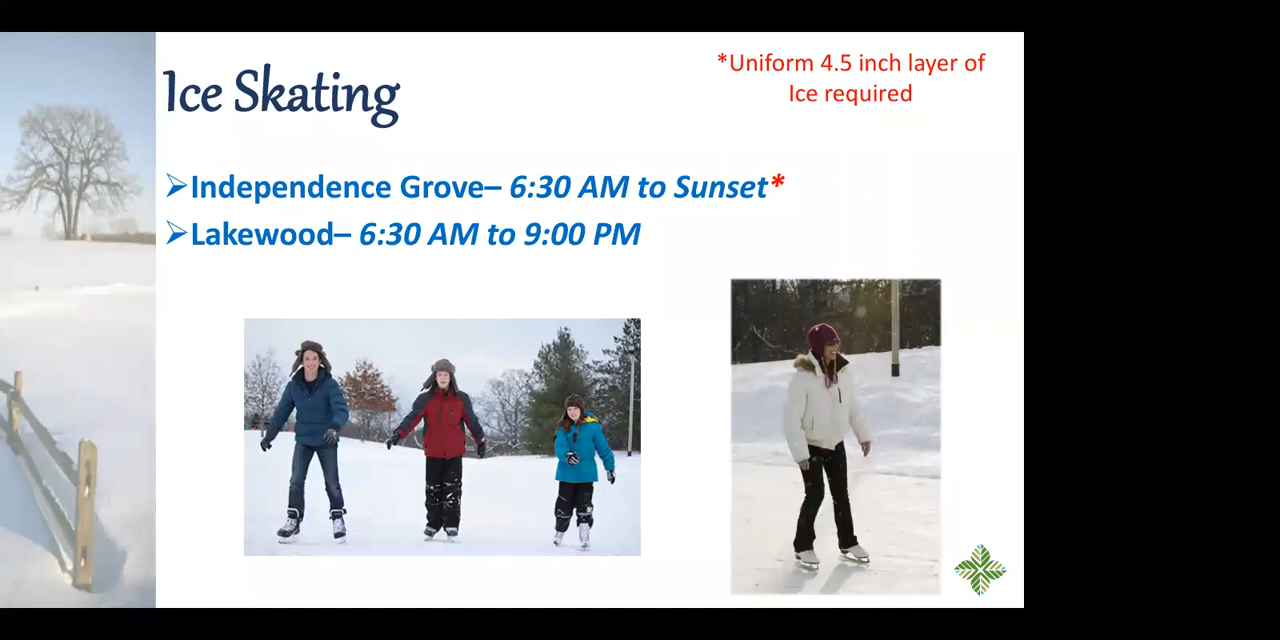 Ice Skating
*Uniform 4.5 inch layer of
Ice required
➢Independence Grove– 6:30 AM to Sunset*
➢Lakewood– 6:30 AM to 9:00 PM